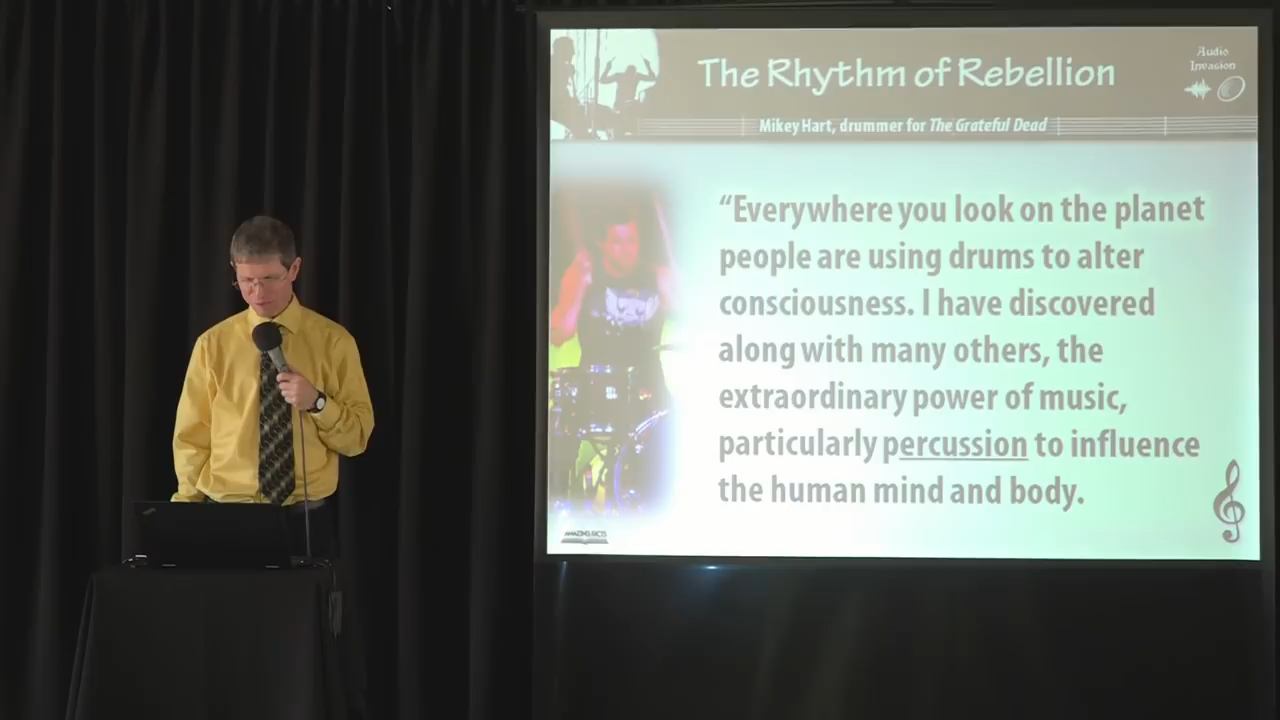 The Rhythm of Rebellion
Audio
Invasion
Mikey Hart, drummer for The Grateful Dead
“Everywhere you look on the planet
people are using drums to alter
consciousness. I have discovered
along with many others, the
extraordinary power of music,
particularly percussion to influence
the human mind and body.
AMAZING FACTS